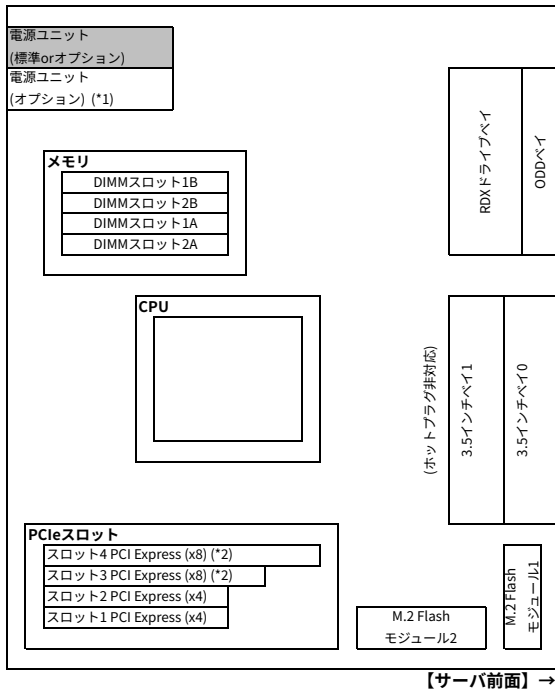 電源ユニット
(標準orオプション)
電源ユニット
(オプション) (*1)
メモリ
DIMMスロット1B
DIMMスロット2B
DIMMスロット1A
DIMMスロット2A
RDXドライブベイ
ODDベイ
CPU
(ホットプラグ非対応)
3.5インチベイ1
3.5インチベイ0
PCIeスロット
スロット4 PCI Express (x8) (*2)
スロット3 PCI Express (x8) (*2)
スロット2 PCI Express (x4)
スロット1 PCI Express (x4)
M.2 Flash
モジュール2
M.2 Flash
モジュール1
【サーバ前面】→